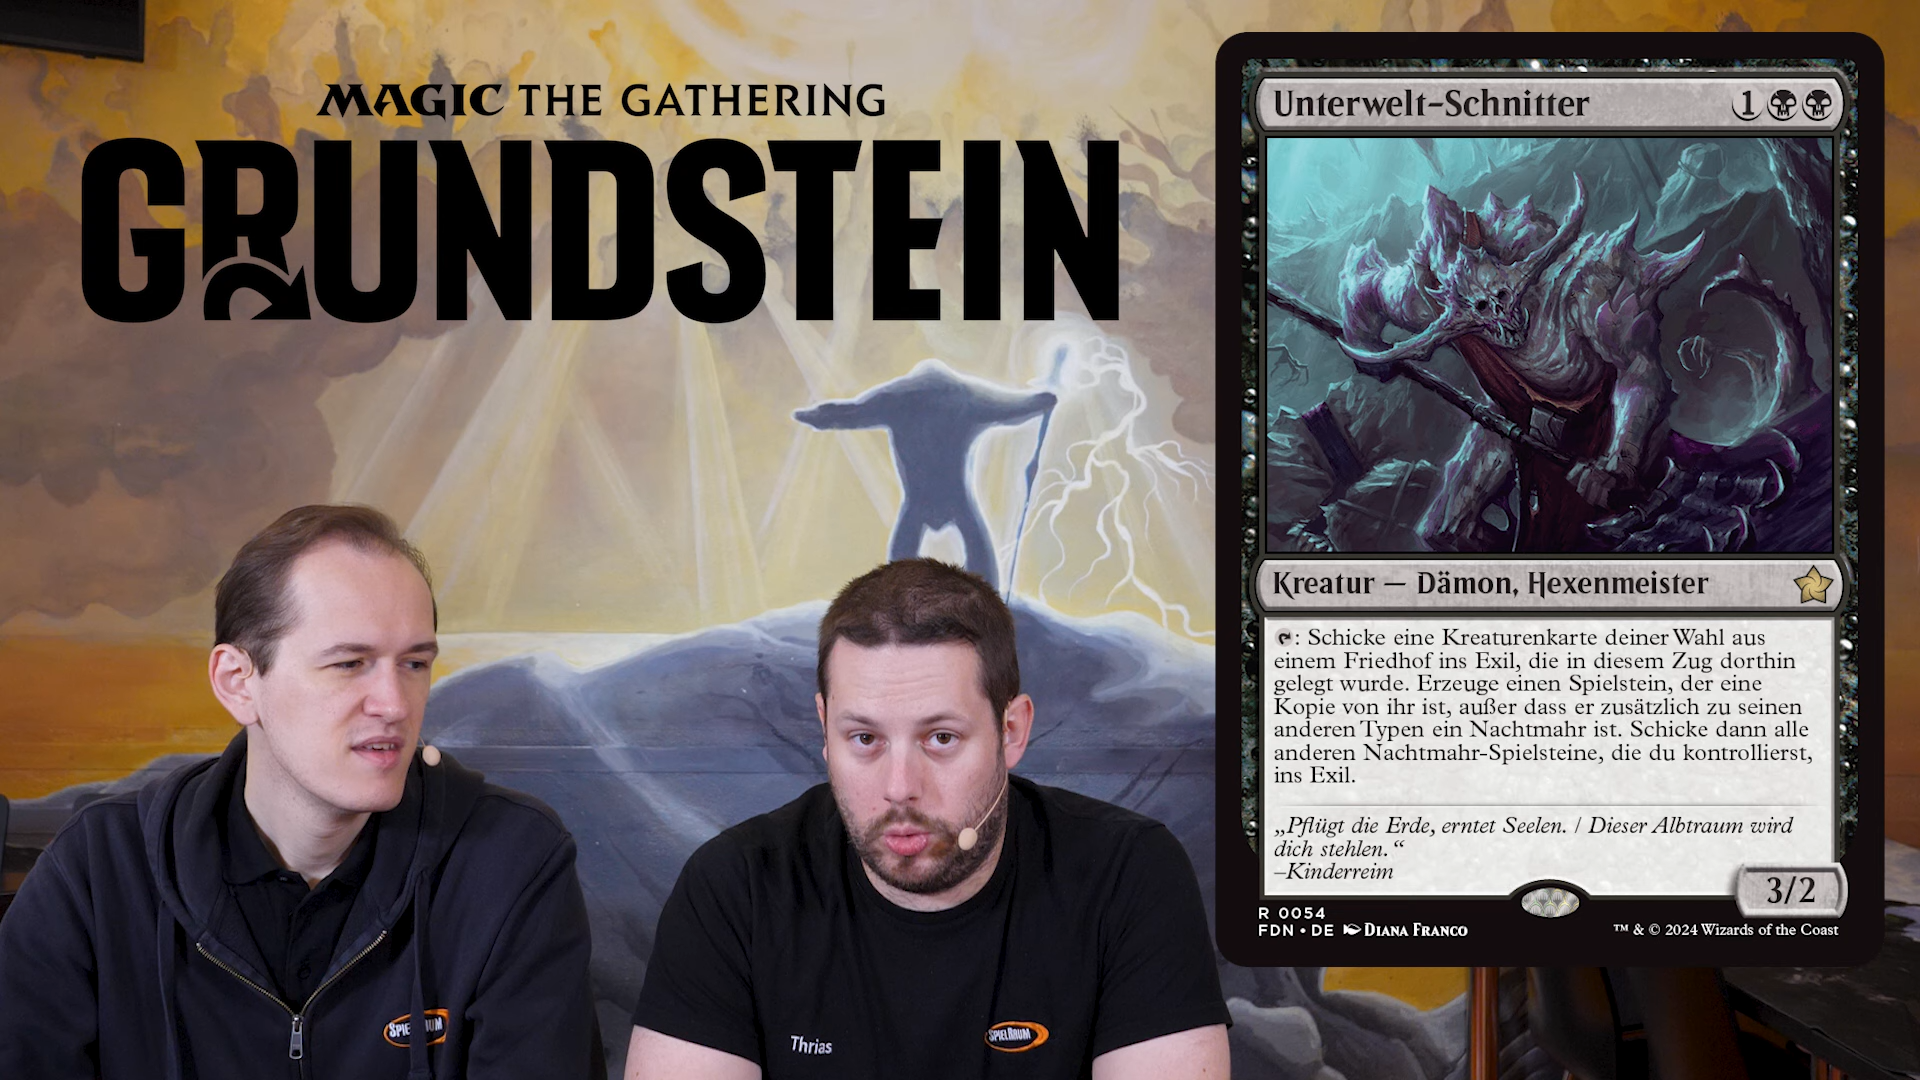 MAGIC THE GATHERING
GRUNDSTEIN
Unterwelt-Schnitter 1
Kreatur — Dämon, Hexenmeister
: Schicke eine Kreaturenkarte deiner Wahl aus
einem Friedhof ins Exil, die in diesem Zug dorthin
gelegt wurde. Erzeuge einen Spielstein, der eine
Kopie von ihr ist, außer dass er zusätzlich zu seinen
anderen Typen ein Nachtmahr ist. Schicke dann alle
anderen Nachtmahr-Spielsteine, die du kontrollierst,
ins Exil.
„Pflügt die Erde, erntet Seelen. / Dieser Albtraum wird
dich stehlen.“
–Kinderreim
3/2
R 0054
FDN • DE DIANA FRANCO
™ & © 2024 Wizards of the Coast
Thrias
SPIELRAUM